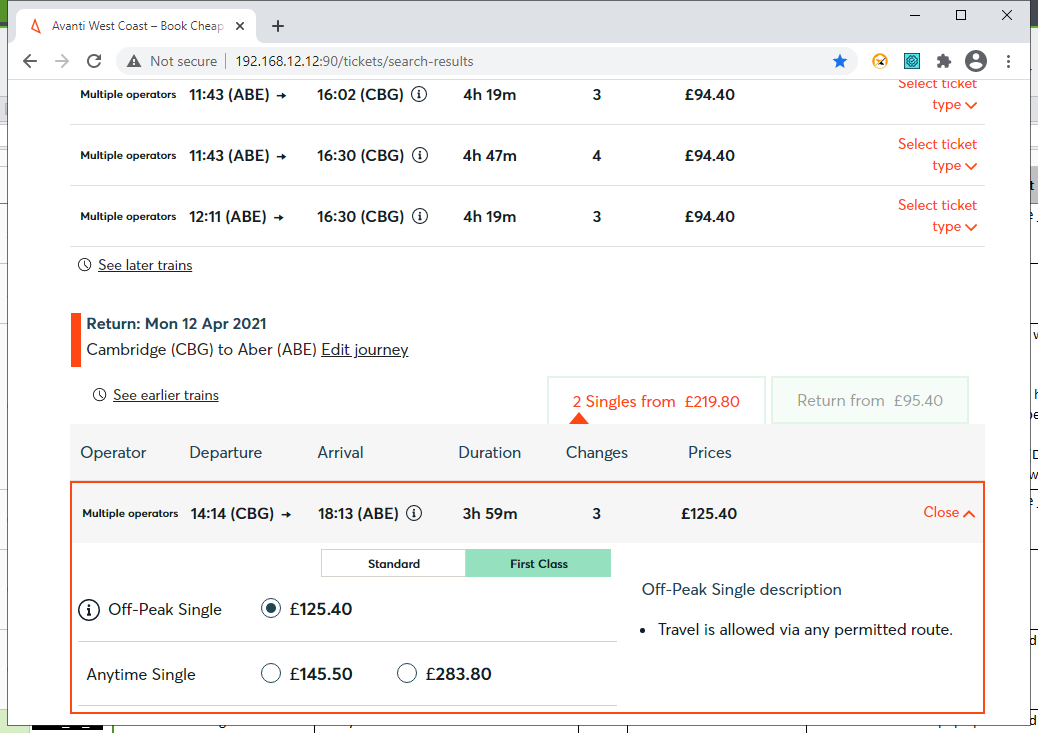 Avanti West Coast – Book Cheap
Not secure | 192.168.12.12:90/tickets/search-results
Multiple operators 11:43 (ABE) → 16:02 (CBG) 4h 19m 3 £94.40 Select ticket type
Multiple operators 11:43 (ABE) → 16:30 (CBG) 4h 47m 4 £94.40 Select ticket type
Multiple operators 12:11 (ABE) → 16:30 (CBG) 4h 19m 3 £94.40 Select ticket type
See later trains
Return: Mon 12 Apr 2021
Cambridge (CBG) to Aber (ABE) Edit journey
See earlier trains
2 Singles from £219.80 Return from £95.40
Operator Departure Arrival Duration Changes Prices
Multiple operators 14:14 (CBG) → 18:13 (ABE) 3h 59m 3 £125.40 Close
Standard First Class
Off-Peak Single £125.40
Anytime Single £145.50 £283.80
Off-Peak Single description
• Travel is allowed via any permitted route.